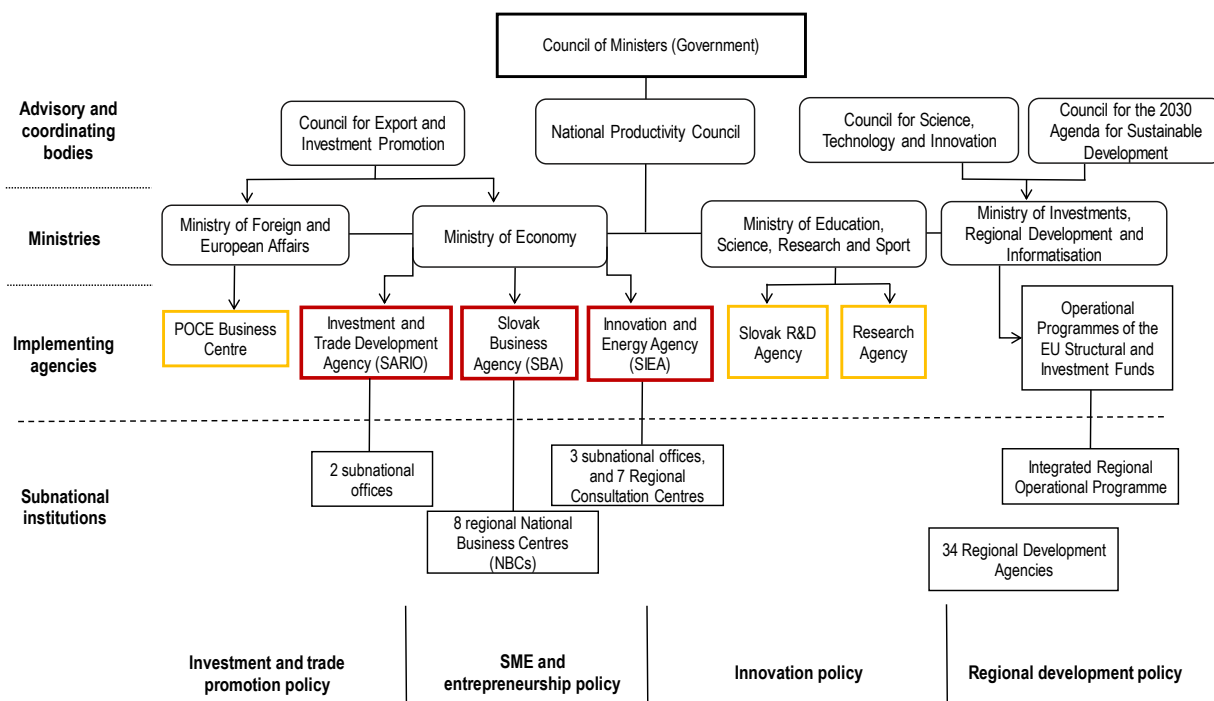 Council of Ministers (Government)
Advisory and
coordinating
bodies
Council for Export and
Investment Promotion
National Productivity Council
Council for Science,
Technology and Innovation
Council for the 2030
Agenda for Sustainable
Development
Ministries
Ministry of Foreign and
European Affairs
Ministry of Economy
Ministry of Education,
Science, Research and Sport
Ministry of Investments,
Regional Development and
Informatisation
Implementing
agencies
POCE Business
Centre
Investment and
Trade Development
Agency (SARIO)
Slovak
Business
Agency (SBA)
Innovation and
Energy Agency
(SIEA)
Slovak R&D
Agency
Research
Agency
Operational
Programmes of the
EU Structural and
Investment Funds
Subnational
institutions
2 subnational
offices
8 regional National
Business Centres
(NBCs)
3 subnational offices,
and 7 Regional
Consultation Centres
Integrated Regional
Operational Programme
34 Regional Development
Agencies
Investment and trade
promotion policy
SME and
entrepreneurship policy
Innovation policy
Regional development policy